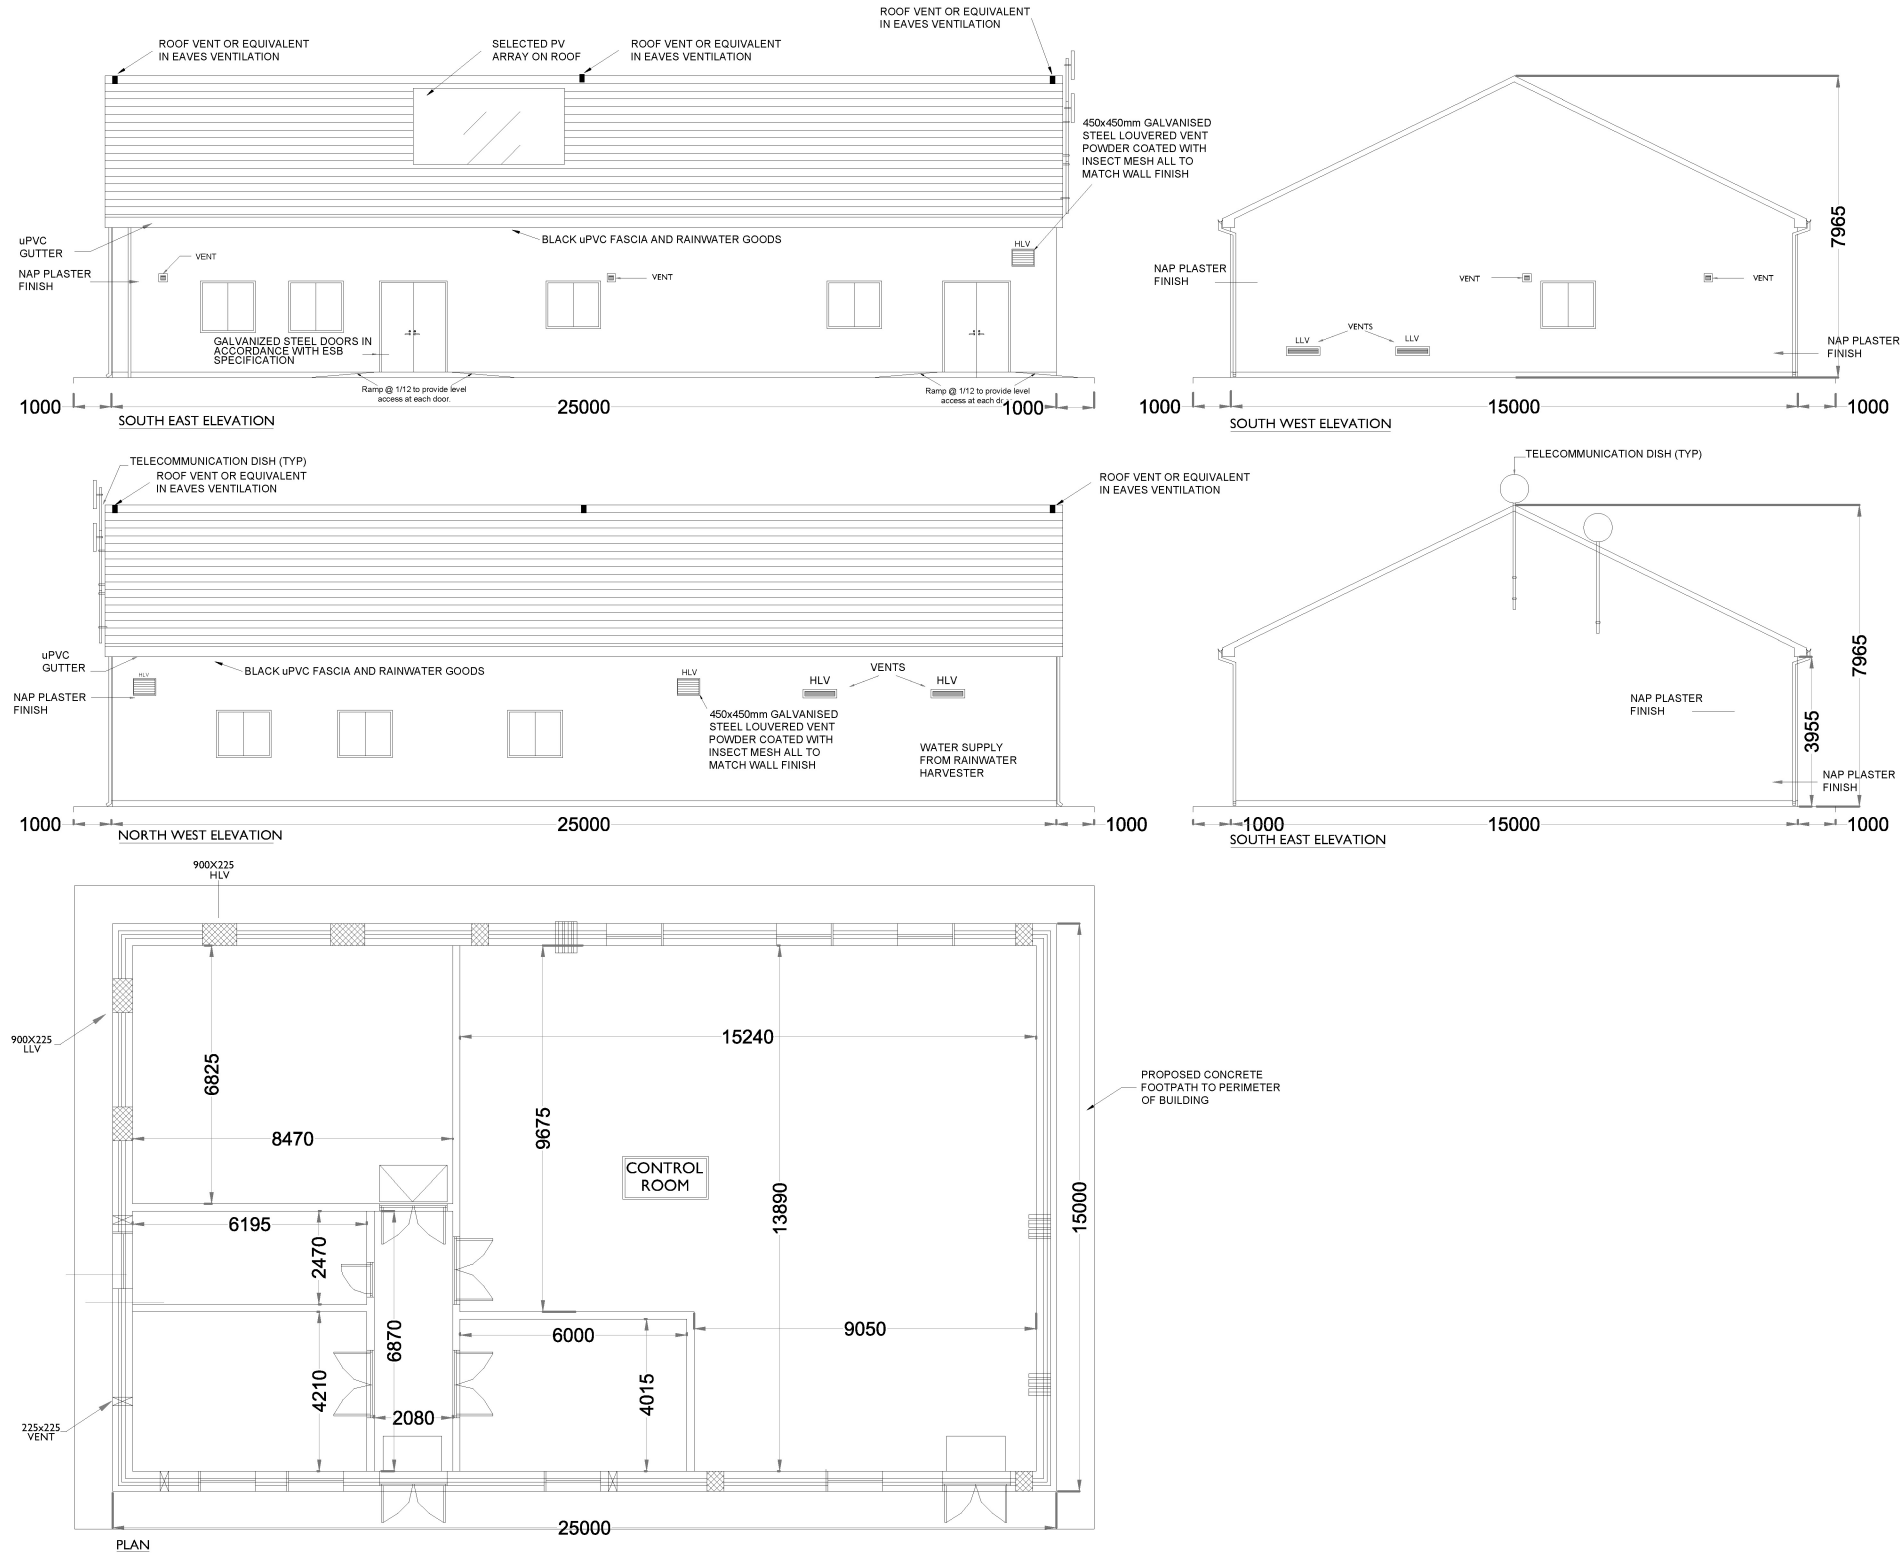 ROOF VENT OR EQUIVALENT
IN EAVES VENTILATION
SELECTED PV
ARRAY ON ROOF
ROOF VENT OR EQUIVALENT
IN EAVES VENTILATION
ROOF VENT OR EQUIVALENT
IN EAVES VENTILATION
450x450mm GALVANISED
STEEL LOUVERED VENT
POWDER COATED WITH
INSECT MESH ALL TO
MATCH WALL FINISH
uPVC
GUTTER
BLACK uPVC FASCIA AND RAINWATER GOODS
HLV
NAP PLASTER
FINISH
VENT
VENT
GALVANIZED STEEL DOORS IN
ACCORDANCE WITH ESB
SPECIFICATION
Ramp @ 1/12 to provide level
access at each door.
Ramp @ 1/12 to provide level
access at each dr
1000
25000
1000
SOUTH EAST ELEVATION
7965
NAP PLASTER
FINISH
VENT
VENT
VENTS
LLV
LLV
NAP PLASTER
FINISH
1000
15000
1000
SOUTH WEST ELEVATION
TELECOMMUNICATION DISH (TYP)
ROOF VENT OR EQUIVALENT
IN EAVES VENTILATION
ROOF VENT OR EQUIVALENT
IN EAVES VENTILATION
uPVC
GUTTER
BLACK uPVC FASCIA AND RAINWATER GOODS
HLV
HLV
VENTS
HLV
HLV
NAP PLASTER
FINISH
450x450mm GALVANISED
STEEL LOUVERED VENT
POWDER COATED WITH
INSECT MESH ALL TO
MATCH WALL FINISH
WATER SUPPLY
FROM RAINWATER
HARVESTER
1000
25000
1000
NORTH WEST ELEVATION
TELECOMMUNICATION DISH (TYP)
7965
3955
NAP PLASTER
FINISH
NAP PLASTER
FINISH
1000
15000
1000
SOUTH EAST ELEVATION
900X225
HLV
900X225
LLV
225x225
VENT
6825
8470
6195
2470
4210
6870
2080
9675
15240
13890
CONTROL
ROOM
6000
4015
9050
15000
25000
PROPOSED CONCRETE
FOOTPATH TO PERIMETER
OF BUILDING
PLAN